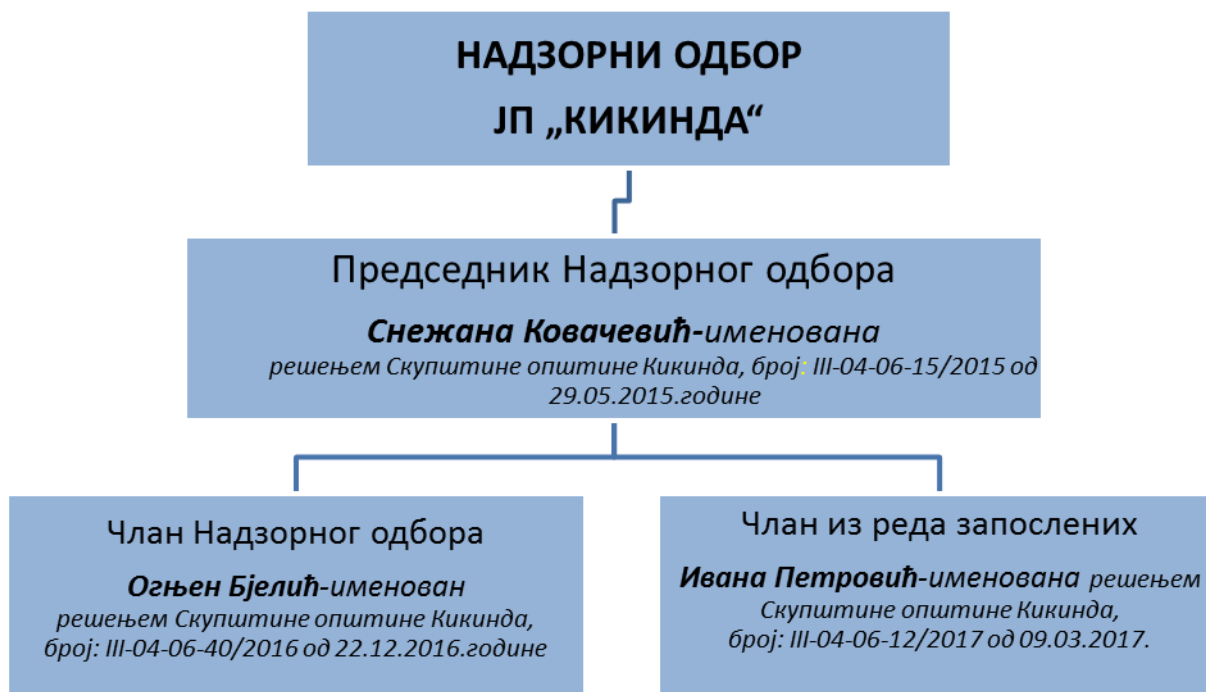 НАДЗОРНИ ОДБОР
ЈП „КИКИНДА“
Председник Надзорног одбора
Снежана Ковачевић-именована
решењем Скупштине општине Кикинда, број: III-04-06-15/2015 од
29.05.2015.године
Члан Надзорног одбора
Огњен Бјелић-именован
решењем Скупштине општине Кикинда,
број: III-04-06-40/2016 од 22.12.2016.године
Члан из реда запослених
Ивана Петровић-именована решењем
Скупштине општине Кикинда,
број: III-04-06-12/2017 од 09.03.2017.